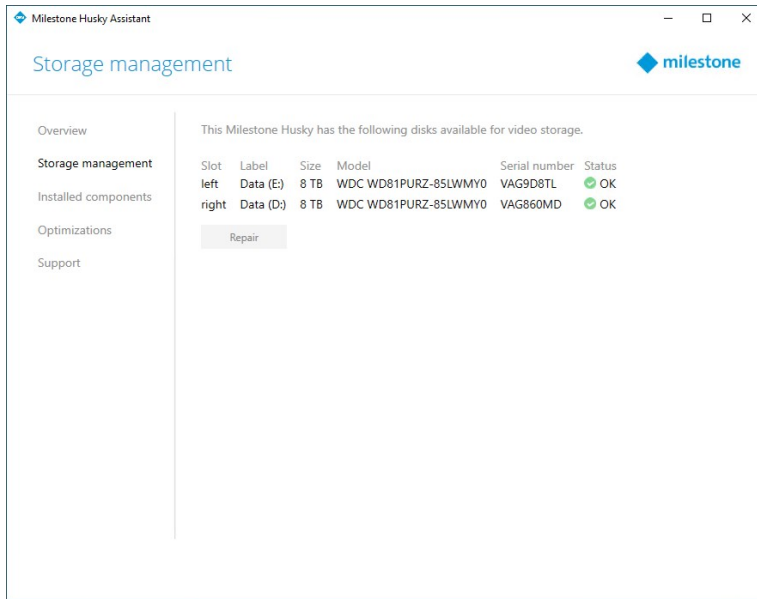 Milestone Husky Assistant
Storage management
milestone
Overview
Storage management
Installed components
Optimizations
Support
This Milestone Husky has the following disks available for video storage.
Slot Label Size Model Serial number Status
left Data (E:) 8 TB WDC WD81PURZ-85LWMY0 VAG9D8TL OK
right Data (D:) 8 TB WDC WD81PURZ-85LWMY0 VAG860MD OK
Repair